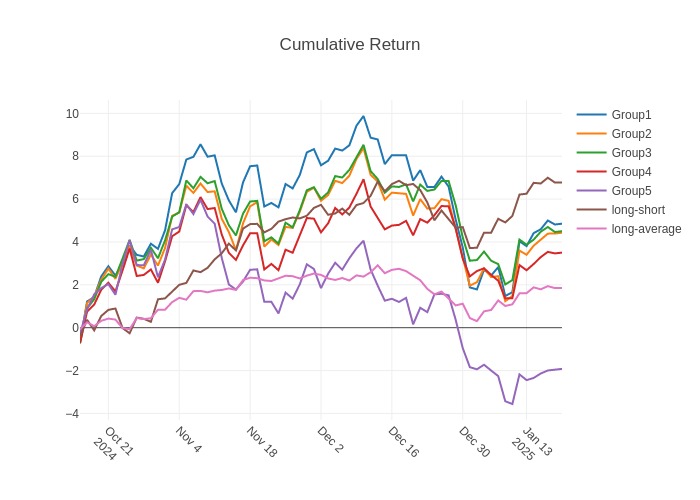 Cumulative Return
10
8
6
4
2
0
−2
−4
Oct 21
2024
Nov 4
Nov 18
Dec 2
Dec 16
Dec 30
Jan 13
2025
Group1
Group2
Group3
Group4
Group5
long-short
long-average